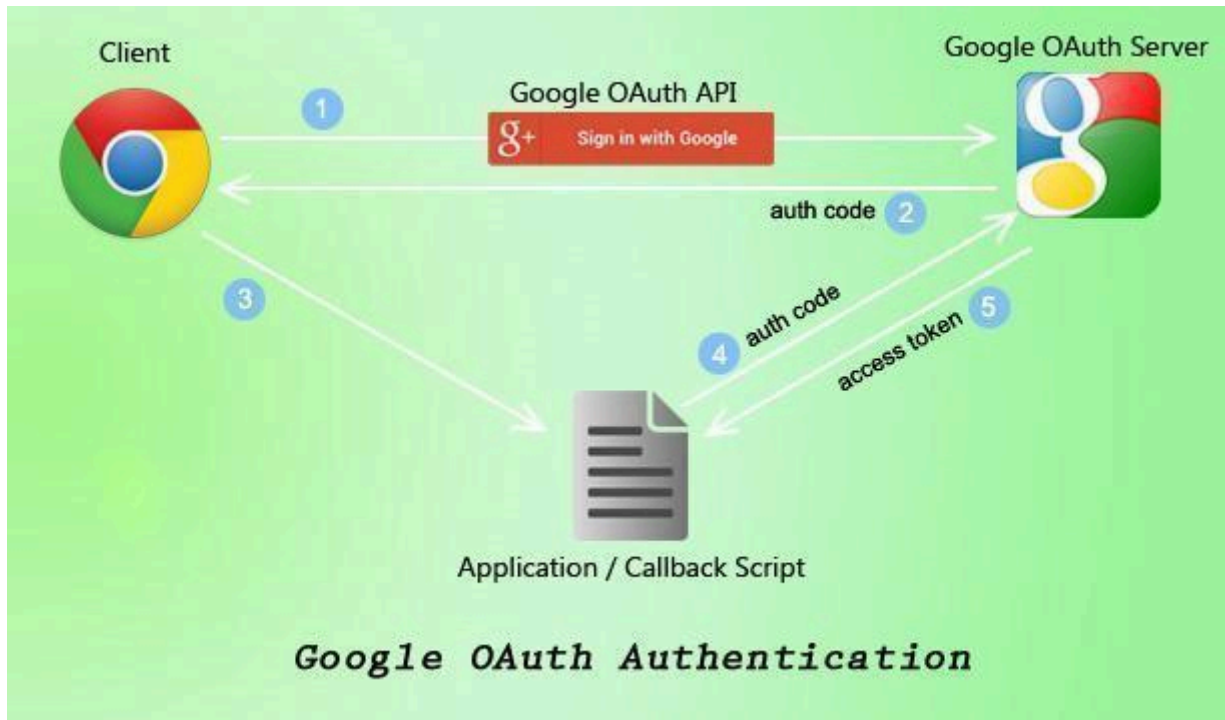 Client
Google OAuth Server
Google OAuth API
1
g+ Sign in with Google
auth code 2
3
4 auth code
access token 5
Application / Callback Script
Google OAuth Authentication